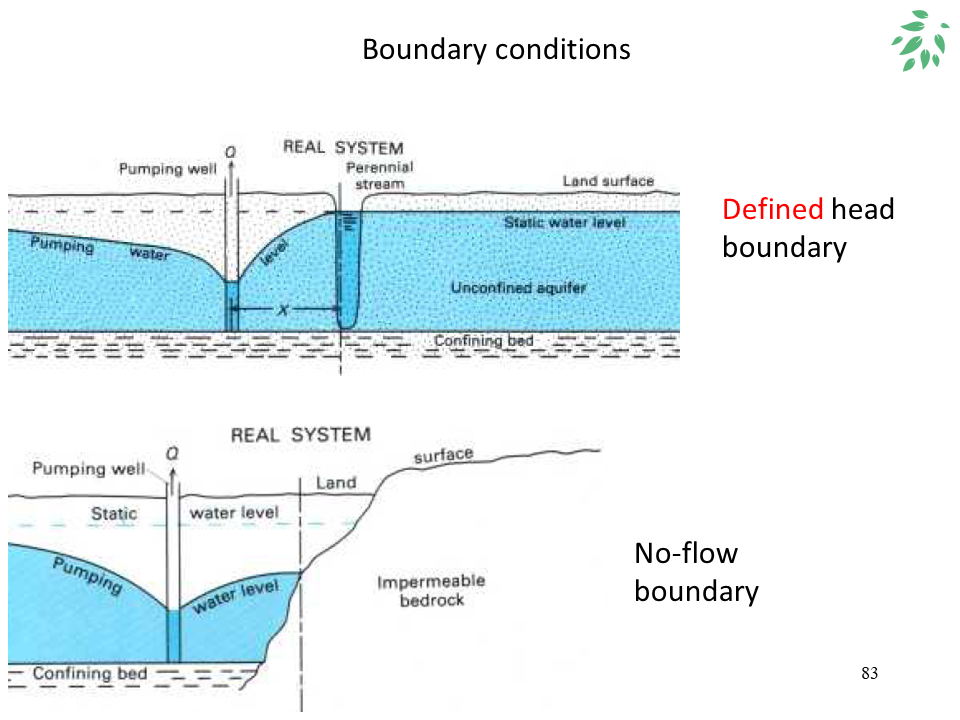 Boundary conditions
REAL SYSTEM
Q
Pumping well
Perennial
stream
Land surface
Static water level
Pumping water level
Unconfined aquifer
X
Confining bed
Defined head
boundary
REAL SYSTEM
Q
Pumping well
Land surface
Static water level
Pumping water level
Impermeable
bedrock
Confining bed
No-flow
boundary
83